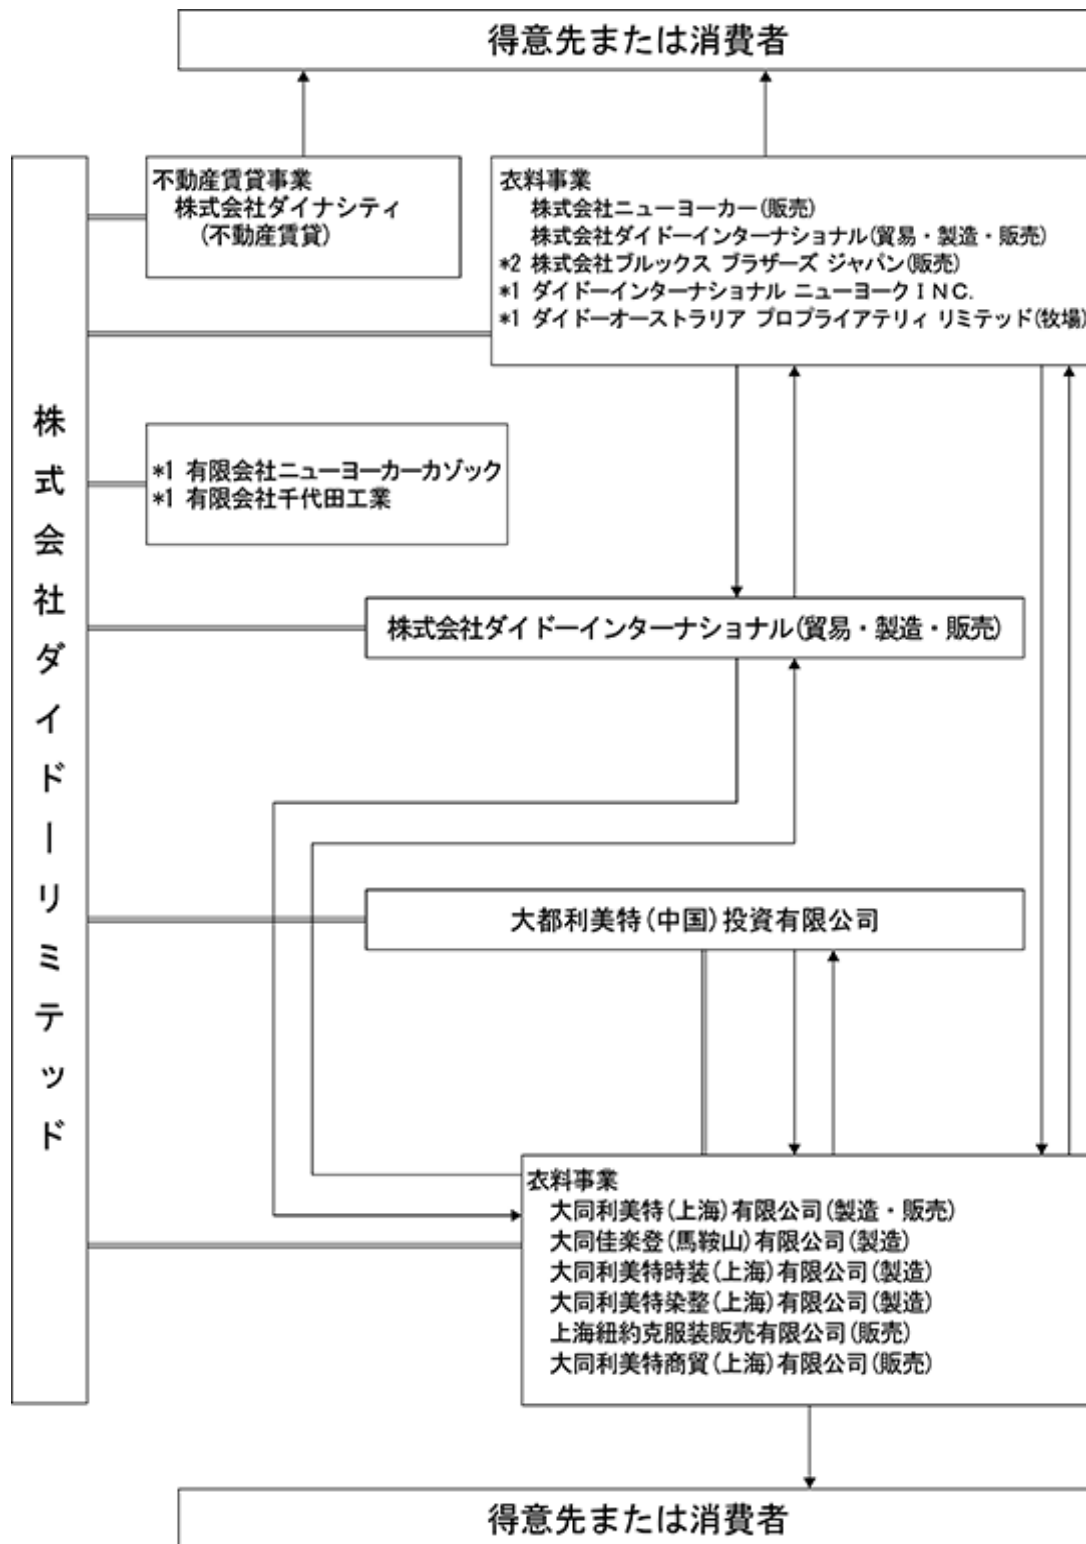 得意先または消費者
不動産賃貸事業
株式会社ダイナシティ
(不動産賃貸)
衣料事業
株式会社ニューヨーカー(販売)
株式会社ダイドーインターナショナル(貿易・製造・販売)
*2 株式会社ブルックス ブラザーズ ジャパン(販売)
*1 ダイドーインターナショナル ニューヨークＩＮＣ.
*1 ダイドーオーストラリア プロプライアテリィ リミテッド(牧場)
株式会社ダイドーリミテッド
*1 有限会社ニューヨーカーカゾック
*1 有限会社千代田工業
株式会社ダイドーインターナショナル(貿易・製造・販売)
大都利美特(中国)投資有限公司
衣料事業
大同利美特(上海)有限公司(製造・販売)
大同佳楽登(馬鞍山)有限公司(製造)
大同利美特時装(上海)有限公司(製造)
大同利美特染整(上海)有限公司(製造)
上海紐約克服装販売有限公司(販売)
大同利美特商貿(上海)有限公司(販売)
得意先または消費者